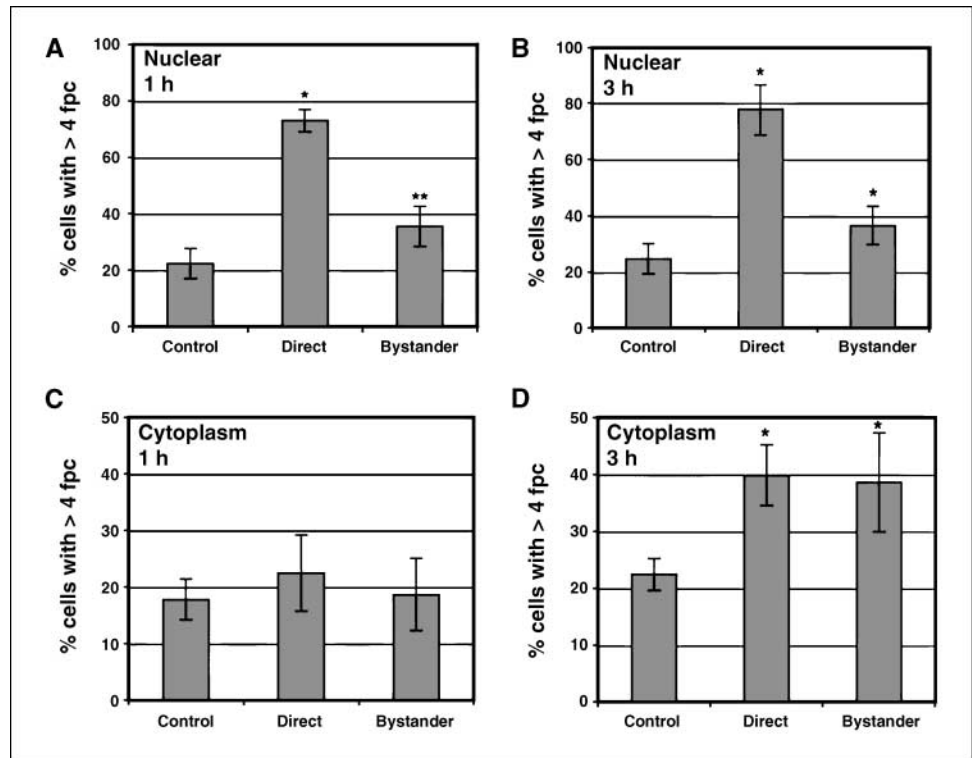 A
% cells with > 4 fpc
100
80
60
40
20
0
Nuclear
1 h
*
**
Control Direct Bystander
B
% cells with > 4 fpc
100
80
60
40
20
0
Nuclear
3 h
*
*
Control Direct Bystander
C
% cells with > 4 fpc
50
40
30
20
10
0
Cytoplasm
1 h
Control Direct Bystander
D
% cells with > 4 fpc
50
40
30
20
10
0
Cytoplasm
3 h
*
*
Control Direct Bystander